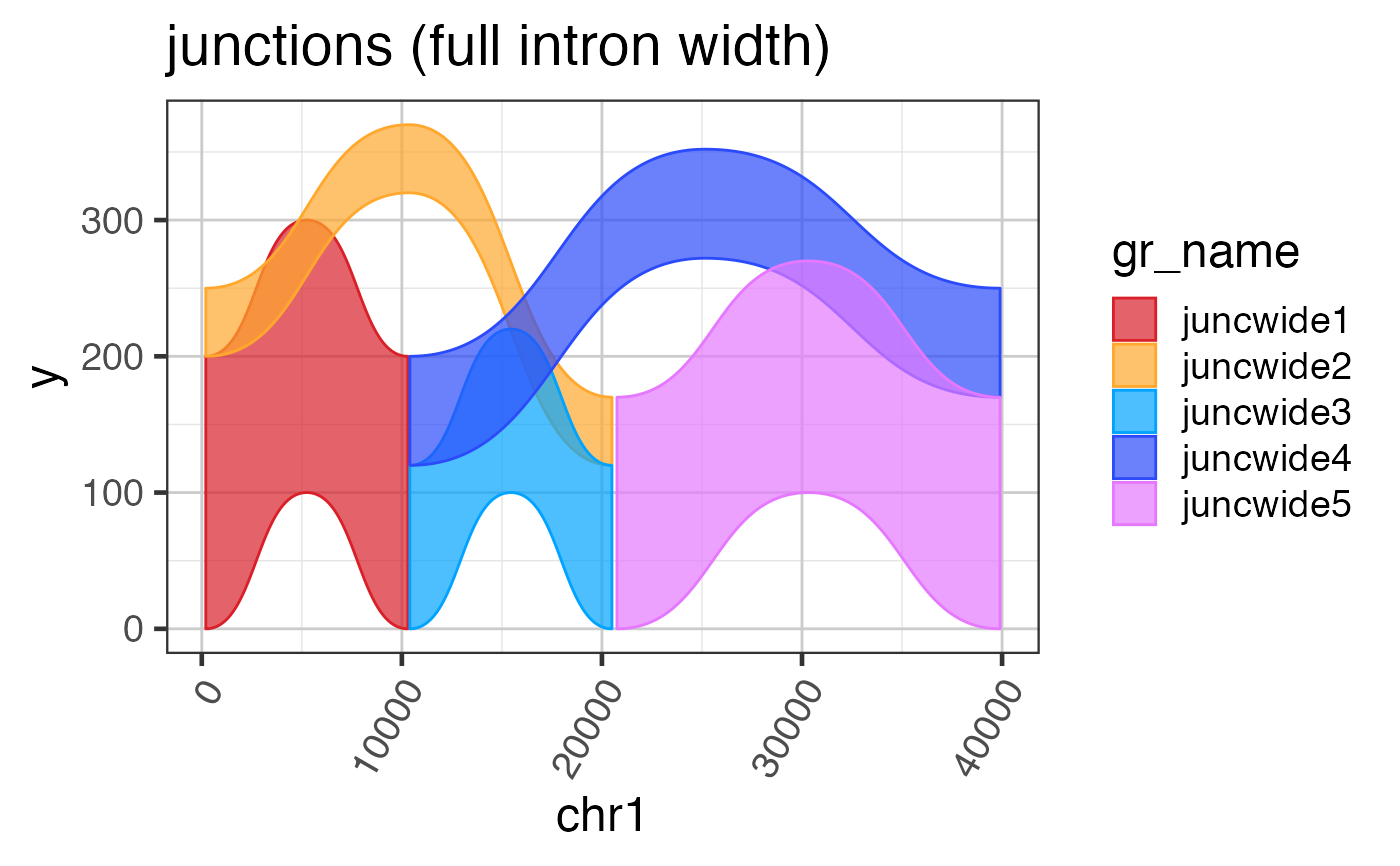 junctions (full intron width)
y
300
200
100
0
0
10000
20000
30000
40000
chr1
gr_name
juncwide1
juncwide2
juncwide3
juncwide4
juncwide5